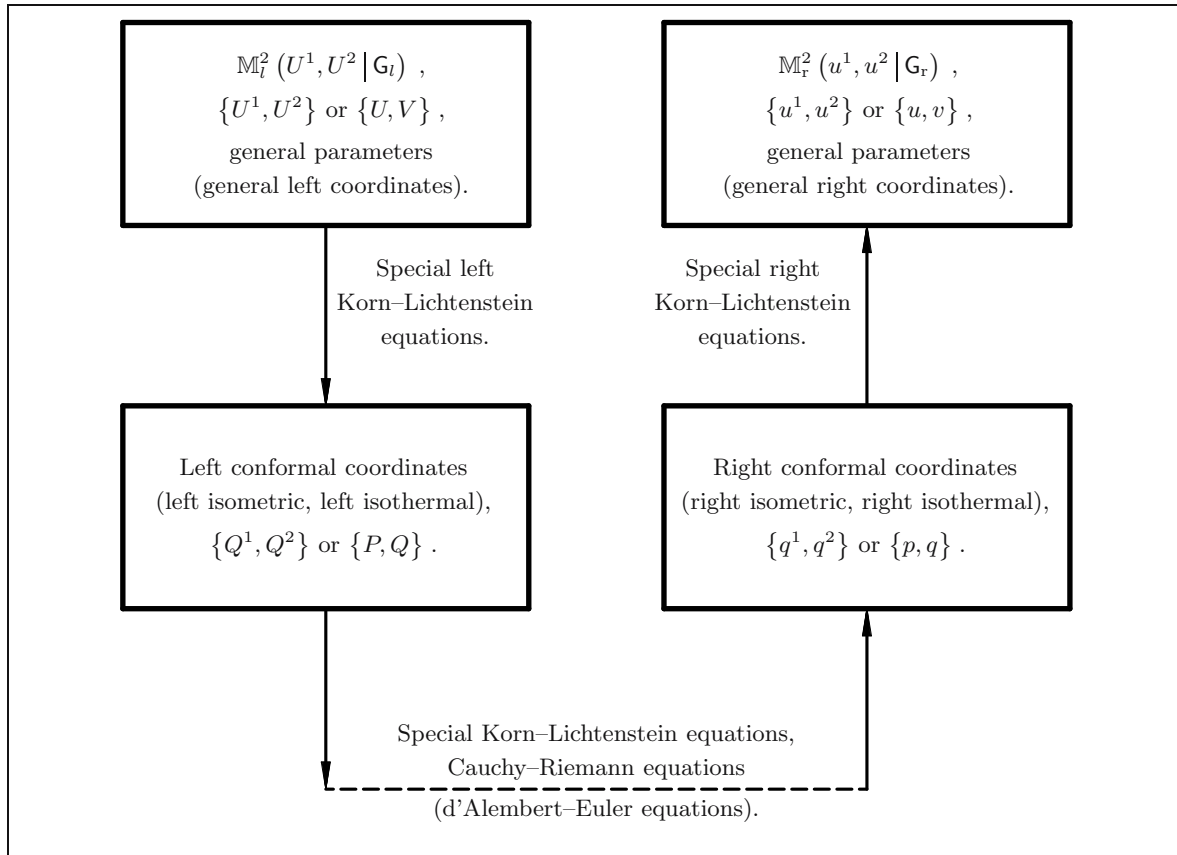 𝕄²_l (U¹, U² | G_l) ,
{U¹, U²} or {U, V} ,
general parameters
(general left coordinates).
𝕄²_r (u¹, u² | G_r) ,
{u¹, u²} or {u, v} ,
general parameters
(general right coordinates).
Special left
Korn–Lichtenstein
equations.
Special right
Korn–Lichtenstein
equations.
Left conformal coordinates
(left isometric, left isothermal),
{Q¹, Q²} or {P, Q} .
Right conformal coordinates
(right isometric, right isothermal),
{q¹, q²} or {p, q} .
Special Korn–Lichtenstein equations,
Cauchy–Riemann equations
(d'Alembert–Euler equations).